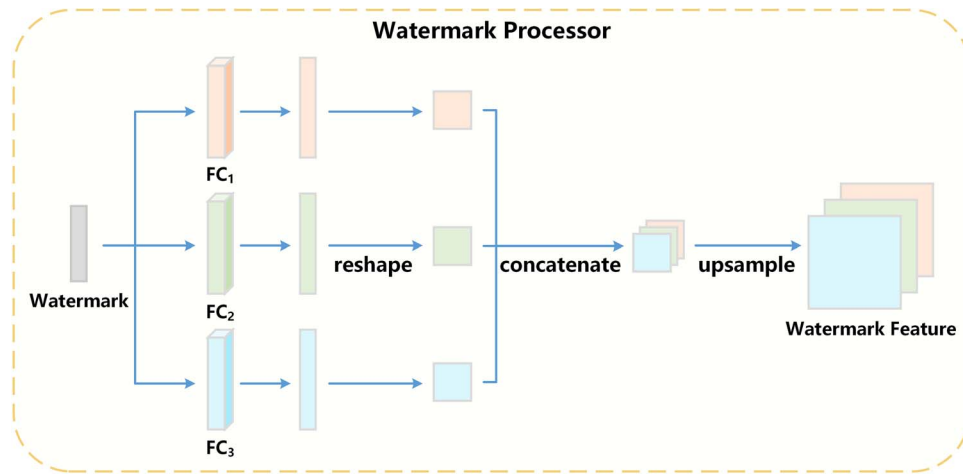 Watermark Processor
FC₁
Watermark
FC₂
reshape
concatenate
upsample
Watermark Feature
FC₃